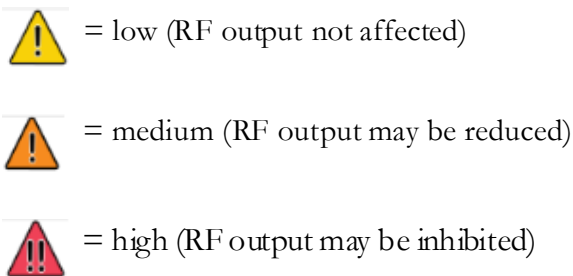 ! = low (RF output not affected)
! = medium (RF output may be reduced)
!! = high (RF output may be inhibited)